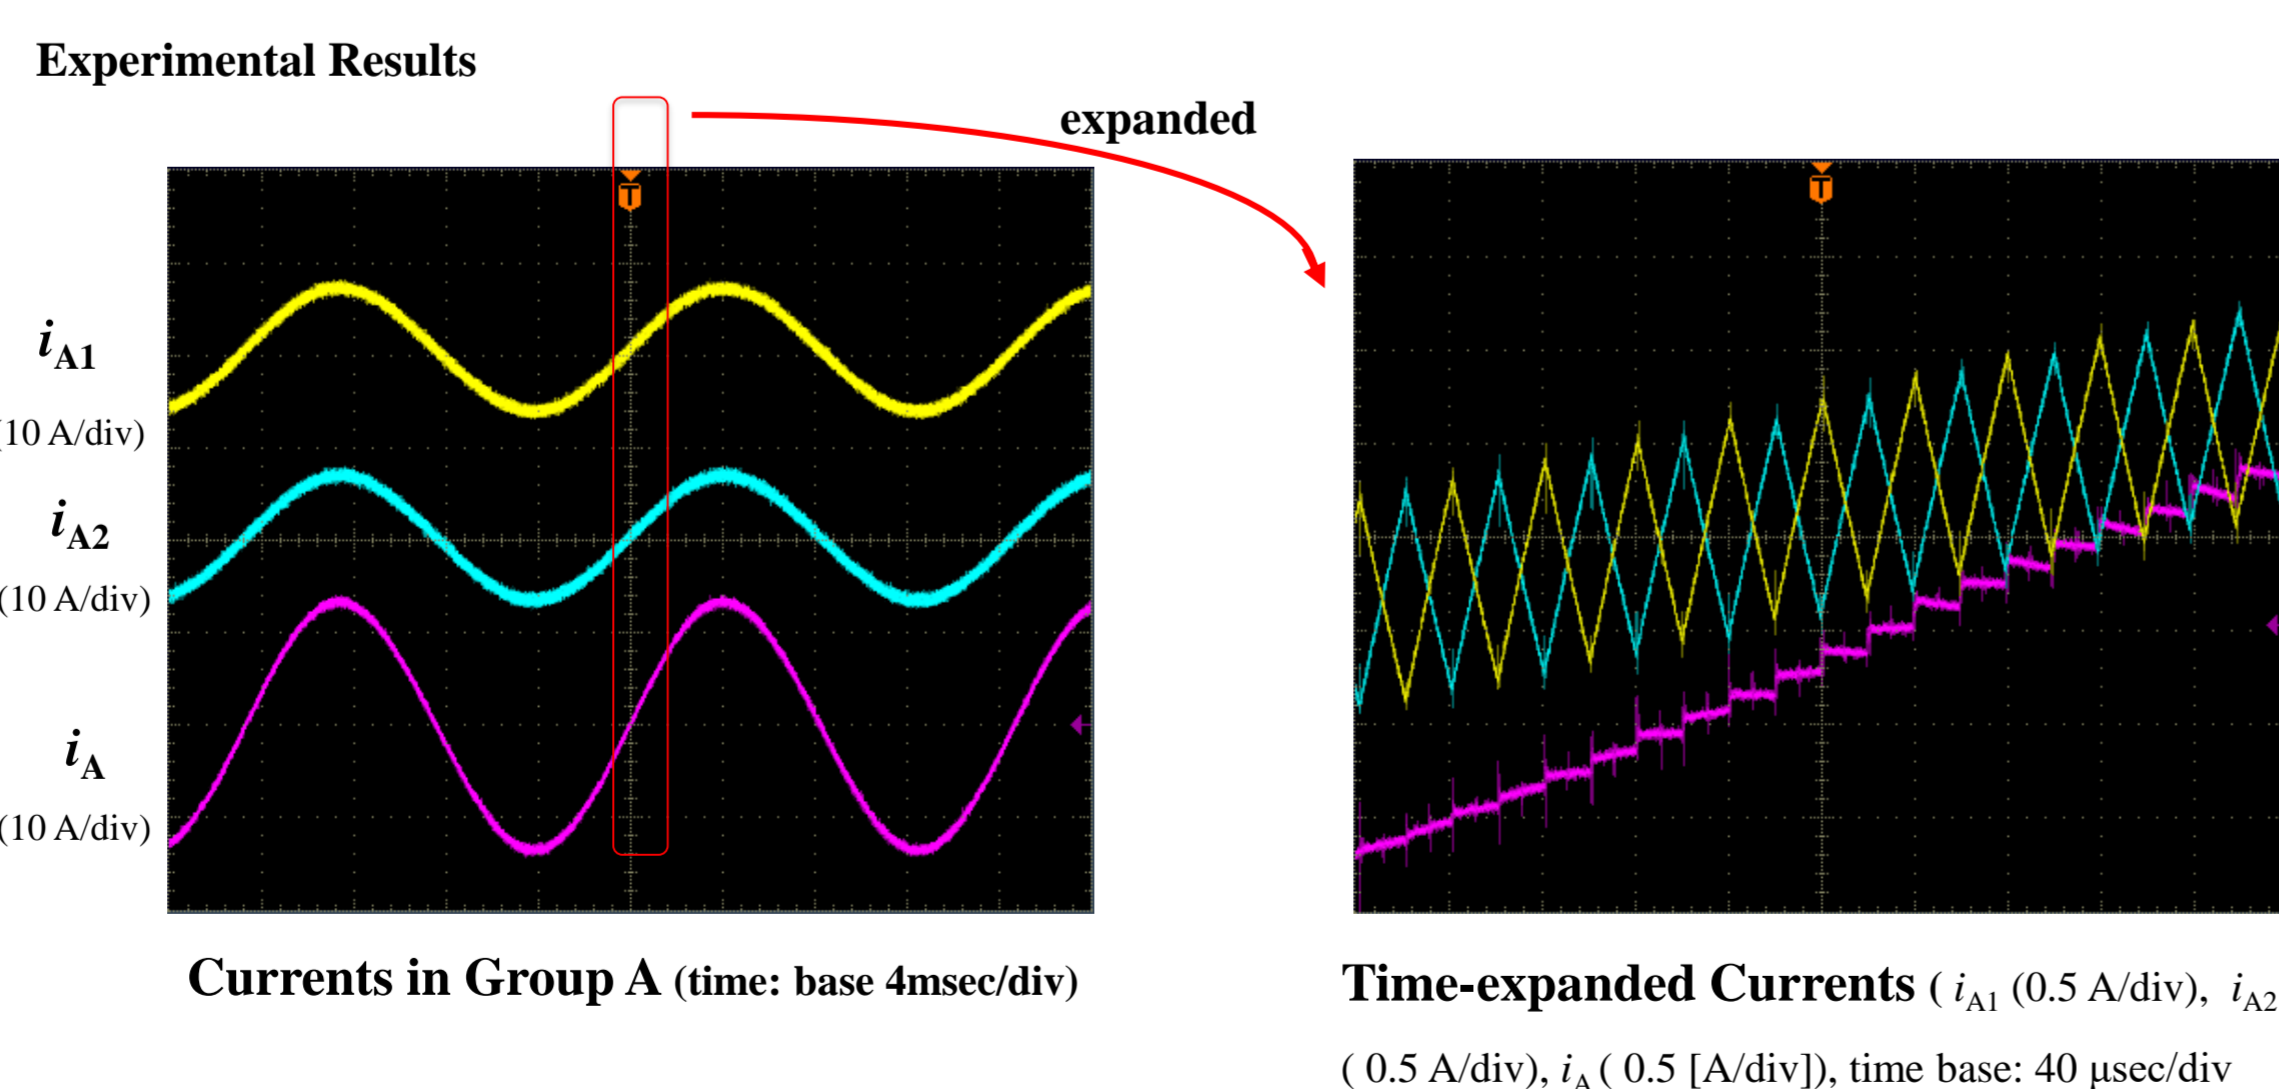 Experimental Results
expanded
T
T
iA1
(10 A/div)
iA2
(10 A/div)
iA
(10 A/div)
Currents in Group A (time: base 4msec/div)
Time-expanded Currents ( iA1 (0.5 A/div), iA2
( 0.5 A/div), iA ( 0.5 [A/div]), time base: 40 μsec/div